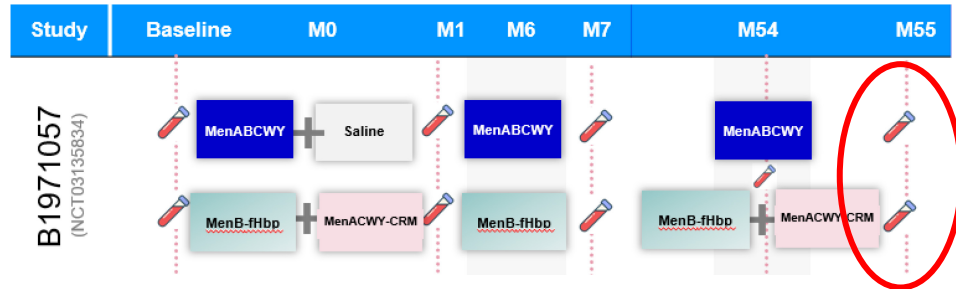 Study Baseline M0 M1 M6 M7 M54 M55
B1971057
(NCT03135834)
MenABCWY Saline MenABCWY MenABCWY
MenB-fHbp MenACWY-CRM MenB-fHbp MenB-fHbp MenACWY-CRM